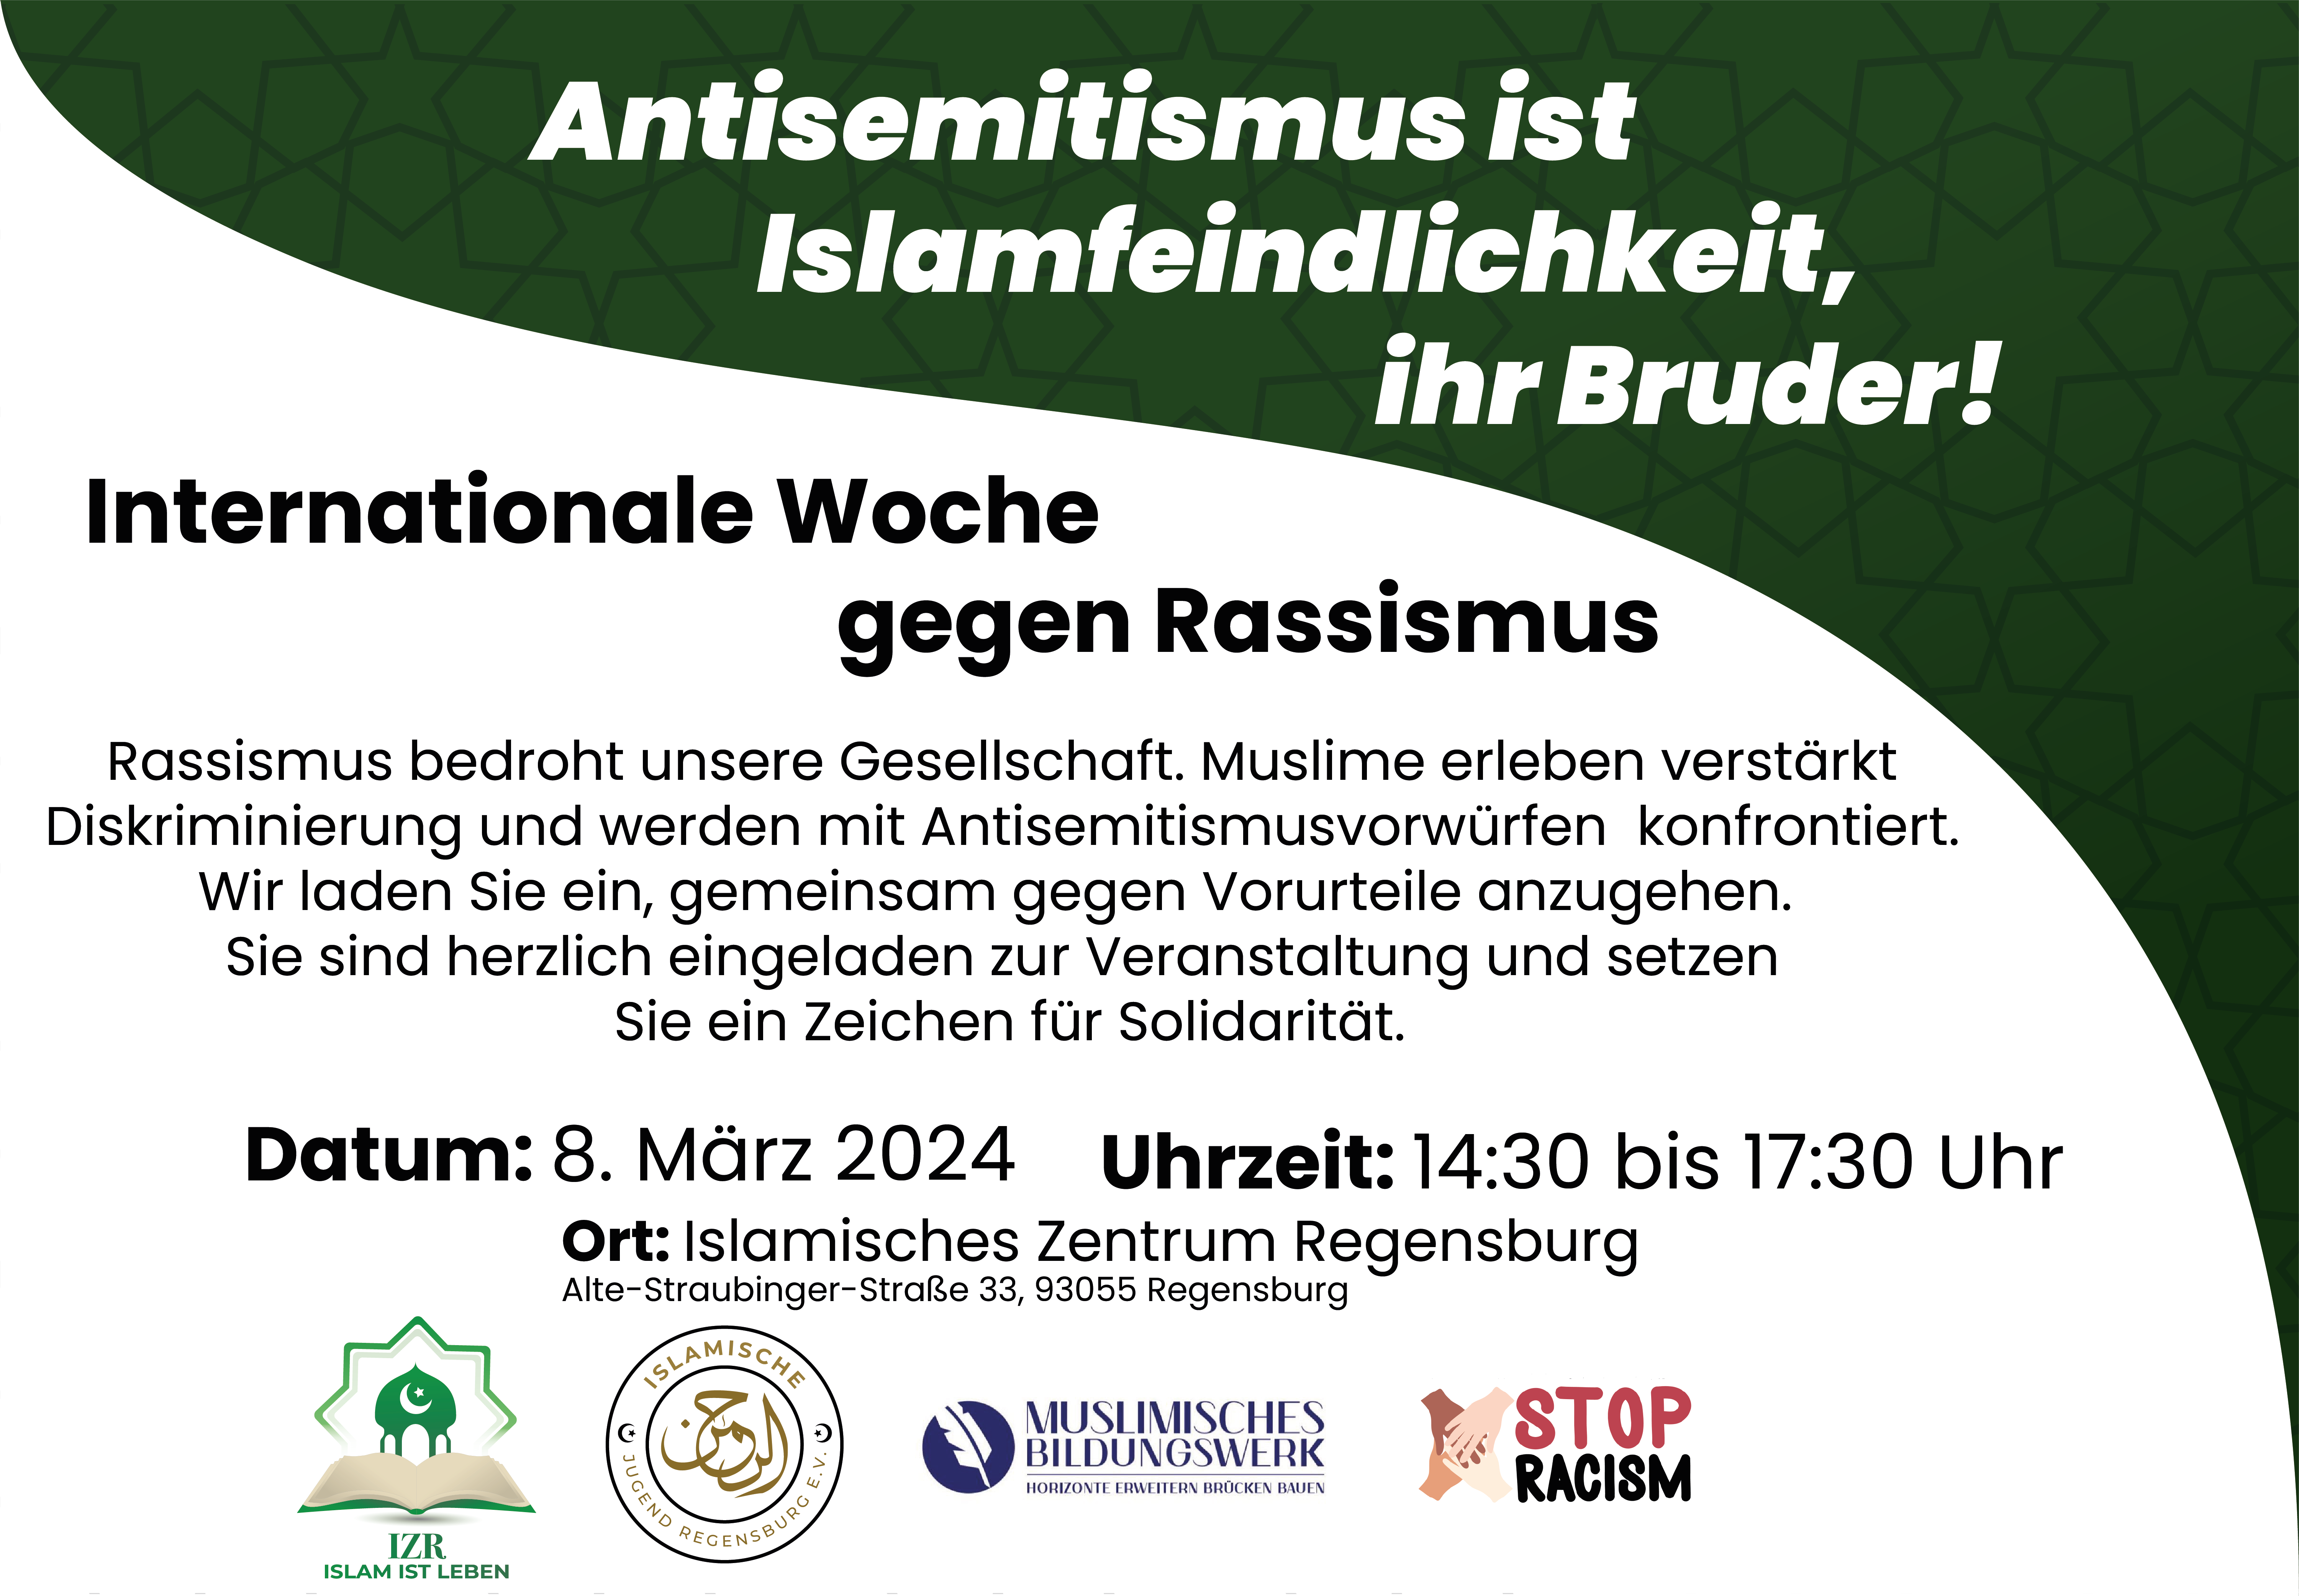 Antisemitismus ist
Islamfeindlichkeit,
ihr Bruder!
Internationale Woche
gegen Rassismus
Rassismus bedroht unsere Gesellschaft. Muslime erleben verstärkt
Diskriminierung und werden mit Antisemitismusvorwürfen  konfrontiert.
Wir laden Sie ein, gemeinsam gegen Vorurteile anzugehen.
Sie sind herzlich eingeladen zur Veranstaltung und setzen
Sie ein Zeichen für Solidarität.
Datum: 8. März 2024
Uhrzeit: 14:30 bis 17:30 Uhr
Ort: Islamisches Zentrum Regensburg
Alte-Straubinger-Straße 33, 93055 Regensburg
IZR
ISLAM IST LEBEN
ISLAMISCHE
الرحمن
JUGEND REGENSBURG E.V.
MUSLIMISCHES
BILDUNGSWERK
HORIZONTE ERWEITERN BRÜCKEN BAUEN
STOP
RACISM